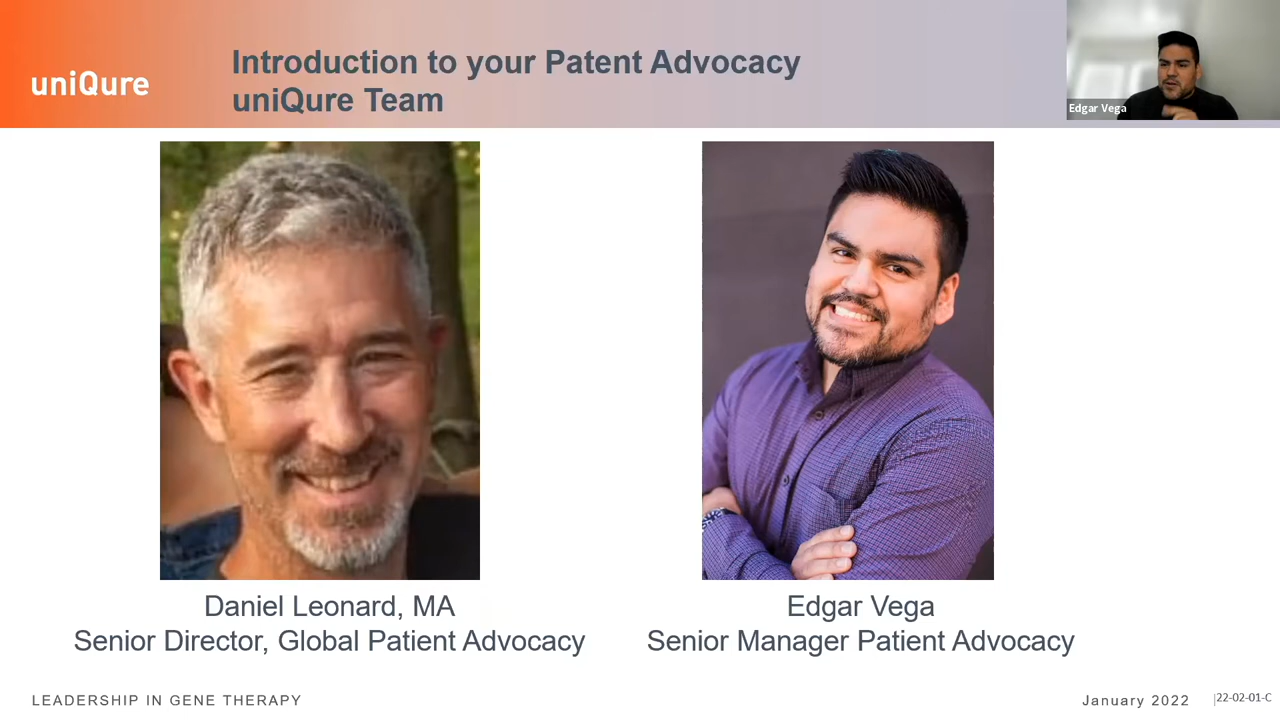 uniQure
Introduction to your Patent Advocacy
uniQure Team
Edgar Vega
Daniel Leonard, MA
Senior Director, Global Patient Advocacy
Edgar Vega
Senior Manager Patient Advocacy
LEADERSHIP IN GENE THERAPY
January 2022
22-02-01-C